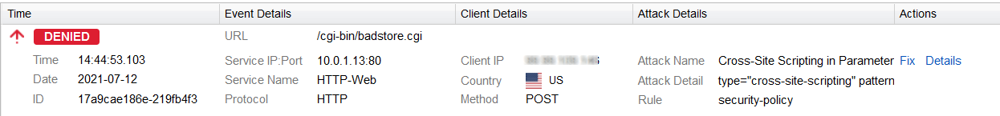 Time Event Details Client Details Attack Details Actions
DENIED URL /cgi-bin/badstore.cgi
Time 14:44:53.103 Service IP:Port 10.0.1.13:80 Client IP Attack Name Cross-Site Scripting in Parameter Fix Details
Date 2021-07-12 Service Name HTTP-Web Country US Attack Detail type="cross-site-scripting" pattern
ID 17a9cae186e-219fb4f3 Protocol HTTP Method POST Rule security-policy